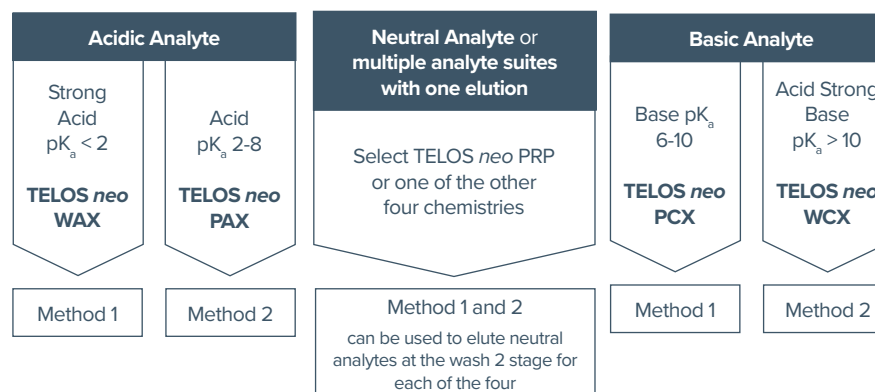 Acidic Analyte
Strong
Acid
pKa < 2
TELOS neo
WAX
Method 1
Acid
pKa 2-8
TELOS neo
PAX
Method 2
Neutral Analyte or
multiple analyte suites
with one elution
Select TELOS neo PRP
or one of the other
four chemistries
Method 1 and 2
can be used to elute neutral
analytes at the wash 2 stage for
each of the four
Basic Analyte
Base pKa
6-10
TELOS neo
PCX
Method 1
Acid Strong
Base
pKa > 10
TELOS neo
WCX
Method 2